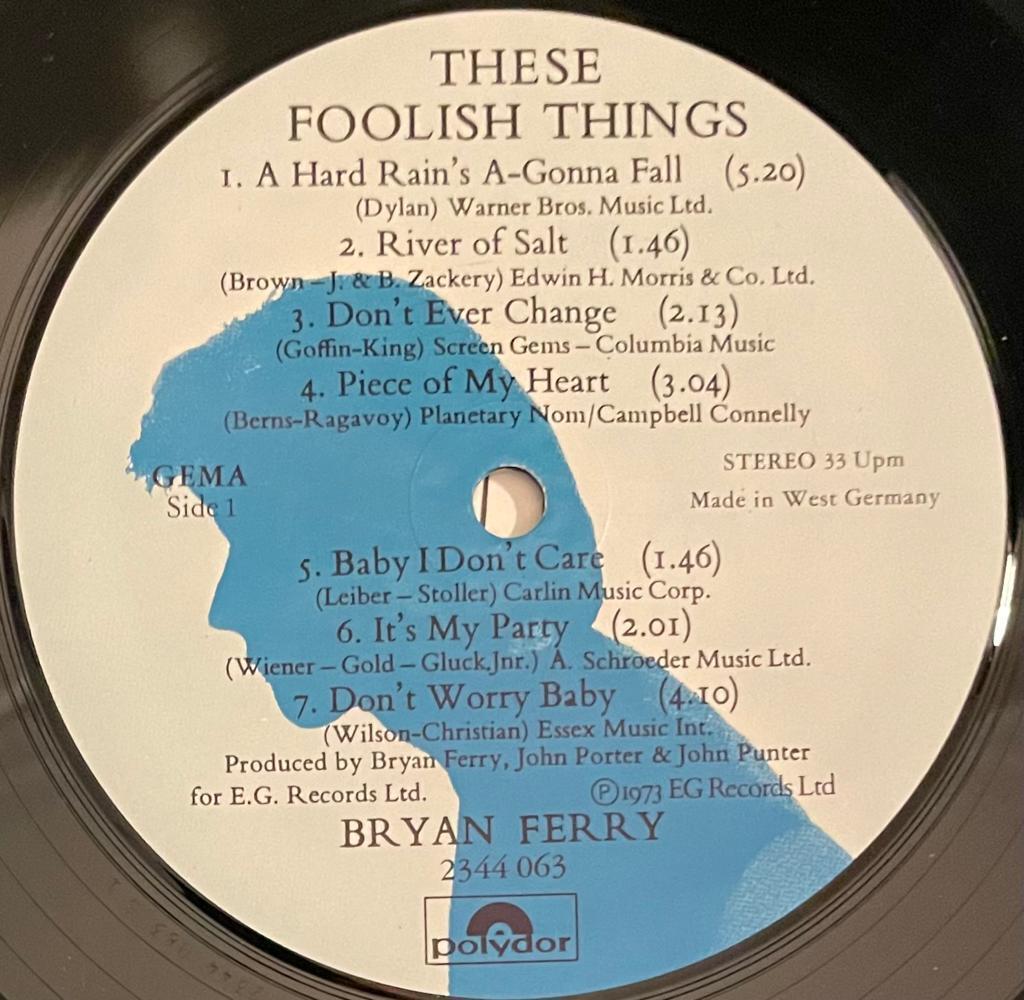 THESE
FOOLISH THINGS
1. A Hard Rain's A-Gonna Fall (5.20)
(Dylan) Warner Bros. Music Ltd.
2. River of Salt (1.46)
(Brown – J. & B. Zackery) Edwin H. Morris & Co. Ltd.
3. Don't Ever Change (2.13)
(Goffin-King) Screen Gems – Columbia Music
4. Piece of My Heart (3.04)
(Berns-Ragavoy) Planetary Nom/Campbell Connelly
GEMA
Side 1
STEREO 33 Upm
Made in West Germany
5. Baby I Don't Care (1.46)
(Leiber – Stoller) Carlin Music Corp.
6. It's My Party (2.01)
(Wiener – Gold – Gluck,Jnr.) A. Schroeder Music Ltd.
7. Don't Worry Baby (4.10)
(Wilson-Christian) Essex Music Int.
Produced by Bryan Ferry, John Porter & John Punter
for E.G. Records Ltd. ℗1973 EG Records Ltd
BRYAN FERRY
2344 063
polydor